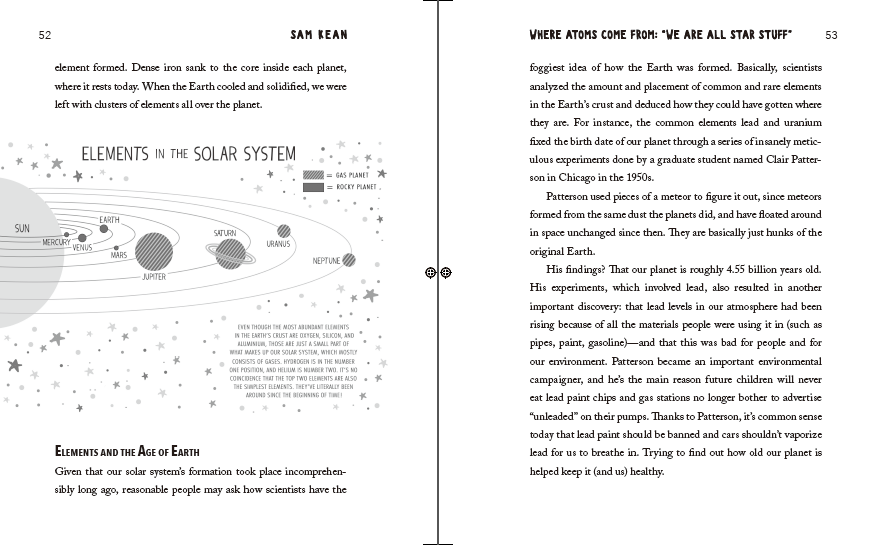 52
SAM KEAN
element formed. Dense iron sank to the core inside each planet,
where it rests today. When the Earth cooled and solidified, we were
left with clusters of elements all over the planet.
ELEMENTS IN THE SOLAR SYSTEM
= GAS PLANET
= ROCKY PLANET
SUN
MERCURY
VENUS
EARTH
MARS
JUPITER
SATURN
URANUS
NEPTUNE
EVEN THOUGH THE MOST ABUNDANT ELEMENTS
IN THE EARTH'S CRUST ARE OXYGEN, SILICON, AND
ALUMINIUM, THOSE ARE JUST A SMALL PART OF
WHAT MAKES UP OUR SOLAR SYSTEM, WHICH MOSTLY
CONSISTS OF GASES. HYDROGEN IS IN THE NUMBER
ONE POSITION, AND HELIUM IS NUMBER TWO. IT'S NO
COINCIDENCE THAT THE TOP TWO ELEMENTS ARE ALSO
THE SIMPLEST ELEMENTS. THEY'VE LITERALLY BEEN
AROUND SINCE THE BEGINNING OF TIME!
ELEMENTS AND THE AGE OF EARTH
Given that our solar system's formation took place incomprehen-
sibly long ago, reasonable people may ask how scientists have the
WHERE ATOMS COME FROM: "WE ARE ALL STAR STUFF"
53
foggiest idea of how the Earth was formed. Basically, scientists
analyzed the amount and placement of common and rare elements
in the Earth's crust and deduced how they could have gotten where
they are. For instance, the common elements lead and uranium
fixed the birth date of our planet through a series of insanely metic-
ulous experiments done by a graduate student named Clair Patter-
son in Chicago in the 1950s.
Patterson used pieces of a meteor to figure it out, since meteors
formed from the same dust the planets did, and have floated around
in space unchanged since then. They are basically just hunks of the
original Earth.
His findings? That our planet is roughly 4.55 billion years old.
His experiments, which involved lead, also resulted in another
important discovery: that lead levels in our atmosphere had been
rising because of all the materials people were using it in (such as
pipes, paint, gasoline)—and that this was bad for people and for
our environment. Patterson became an important environmental
campaigner, and he's the main reason future children will never
eat lead paint chips and gas stations no longer bother to advertise
"unleaded" on their pumps. Thanks to Patterson, it's common sense
today that lead paint should be banned and cars shouldn't vaporize
lead for us to breathe in. Trying to find out how old our planet is
helped keep it (and us) healthy.